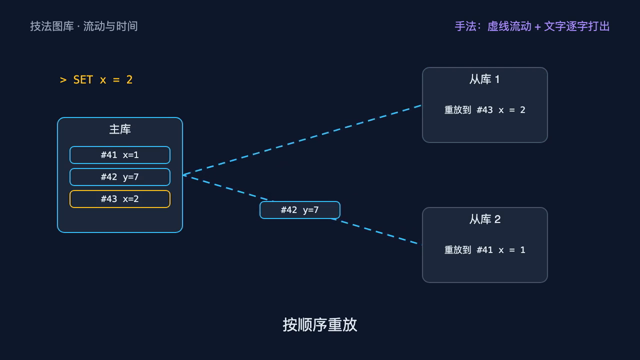 技法图库 · 流动与时间
手法：虚线流动 + 文字逐字打出
> SET x = 2
主库
#41 x=1
#42 y=7
#43 x=2
从库 1
重放到 #43 x = 2
#42 y=7
从库 2
重放到 #41 x = 1
按顺序重放